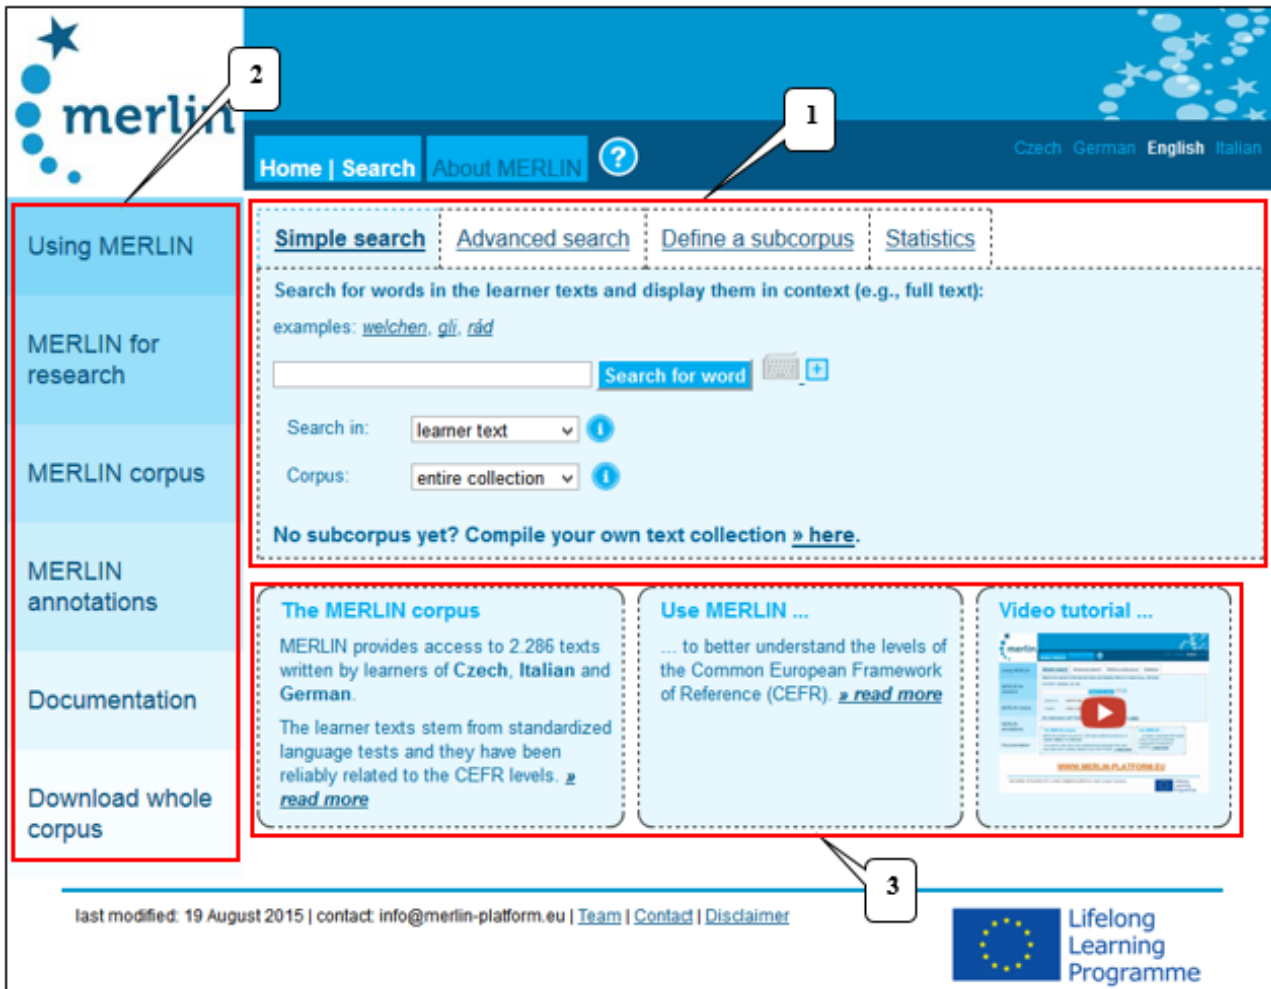 merlin
2
1
Home | Search
About MERLIN
?
Czech German English Italian
Using MERLIN
MERLIN for
research
MERLIN corpus
MERLIN
annotations
Documentation
Download whole
corpus
Simple search
Advanced search
Define a subcorpus
Statistics
Search for words in the learner texts and display them in context (e.g., full text):
examples: welchen, gli, rád
Search for word
Search in: learner text
Corpus: entire collection
No subcorpus yet? Compile your own text collection » here.
The MERLIN corpus
MERLIN provides access to 2.286 texts
written by learners of Czech, Italian and
German.
The learner texts stem from standardized
language tests and they have been
reliably related to the CEFR levels. »
read more
Use MERLIN ...
... to better understand the levels of
the Common European Framework
of Reference (CEFR). » read more
Video tutorial ...
merlin
WWW.MERLIN-PLATFORM.EU
3
last modified: 19 August 2015 | contact: info@merlin-platform.eu | Team | Contact | Disclaimer
Lifelong
Learning
Programme